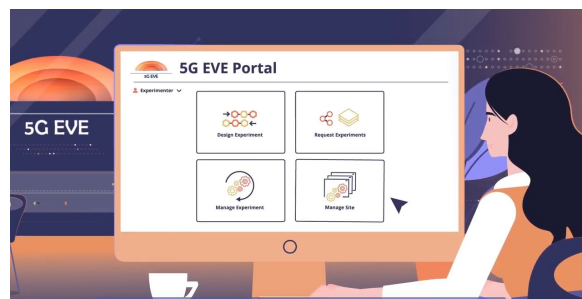 5G EVE
5G EVE
5G EVE Portal
Experimenter
Design Experiment
Request Experiments
Manage Experiment
Manage Site